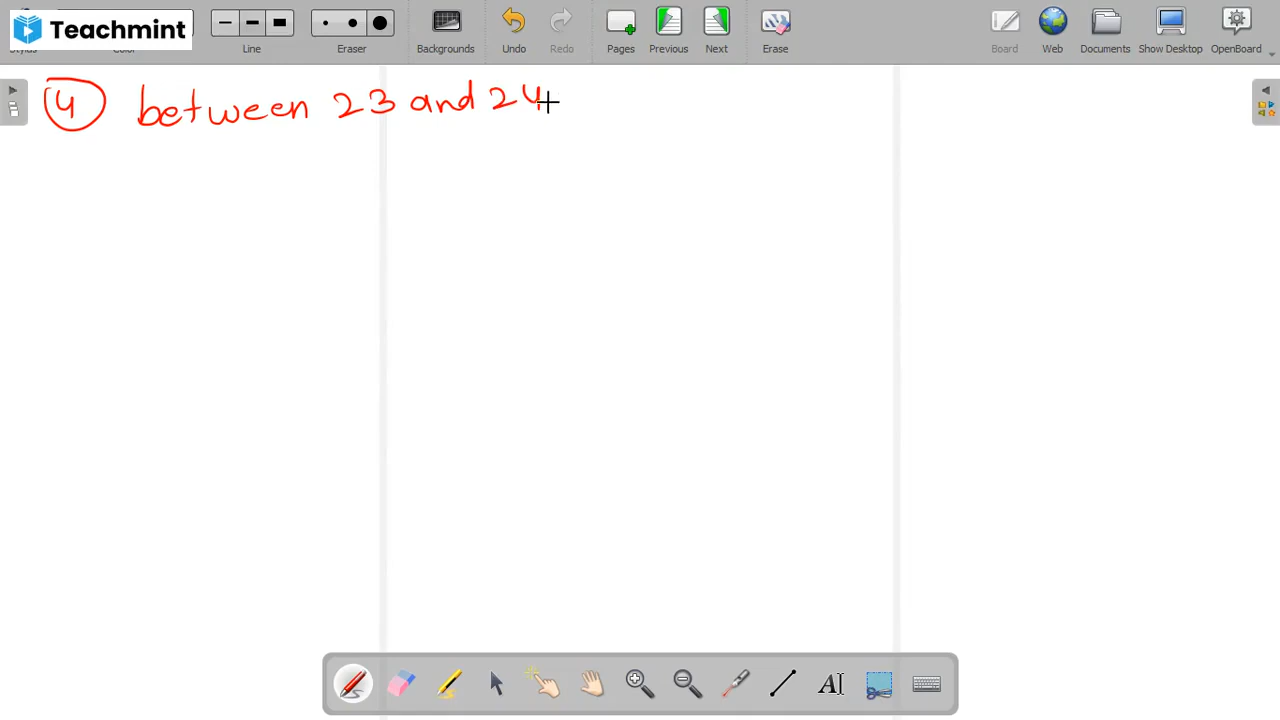 Teachmint
Line
Eraser
Backgrounds
Undo
Redo
Pages
Previous
Next
Erase
Board
Web
Documents
Show Desktop
OpenBoard
4 between 23 and 24